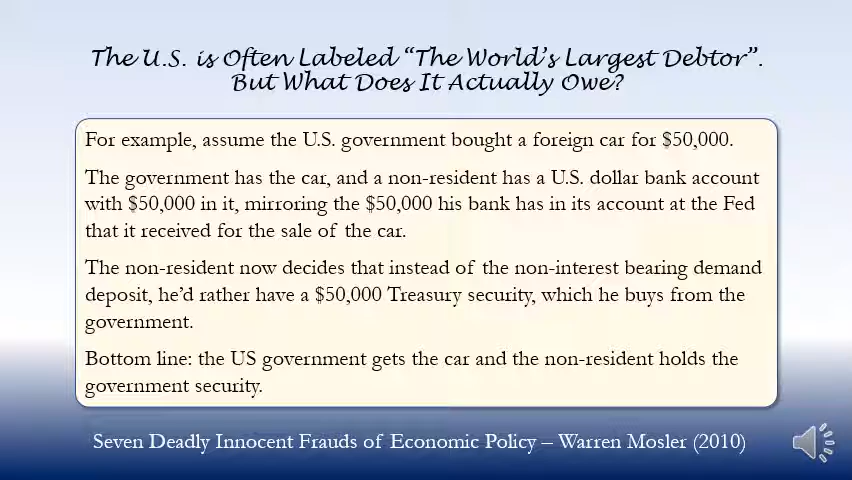 The U.S. is Often Labeled “The World’s Largest Debtor”.
But What Does It Actually Owe?
For example, assume the U.S. government bought a foreign car for $50,000.
The government has the car, and a non-resident has a U.S. dollar bank account
with $50,000 in it, mirroring the $50,000 his bank has in its account at the Fed
that it received for the sale of the car.
The non-resident now decides that instead of the non-interest bearing demand
deposit, he’d rather have a $50,000 Treasury security, which he buys from the
government.
Bottom line: the US government gets the car and the non-resident holds the
government security.
Seven Deadly Innocent Frauds of Economic Policy – Warren Mosler (2010)